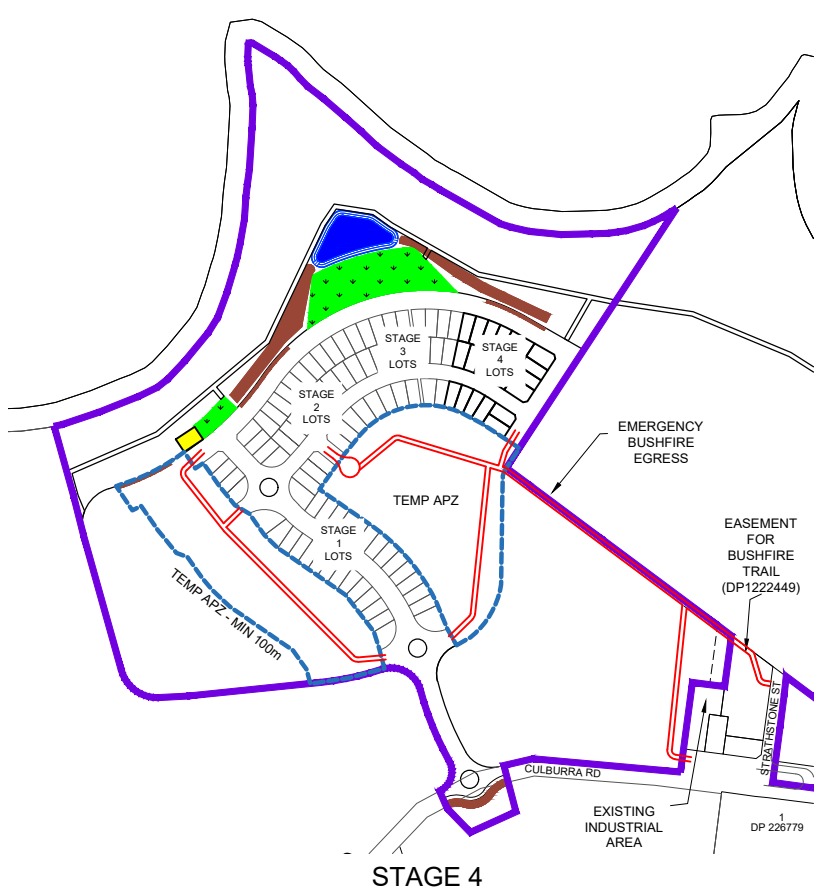 STAGE
3
LOTS
STAGE
4
LOTS
STAGE
2
LOTS
EMERGENCY
BUSHFIRE
EGRESS
TEMP APZ
STAGE
1
LOTS
EASEMENT
FOR
BUSHFIRE
TRAIL
(DP1222449)
TEMP APZ - MIN 100m
STRATHSTONE ST
CULBURRA RD
EXISTING
INDUSTRIAL
AREA
1
DP 226779
STAGE 4